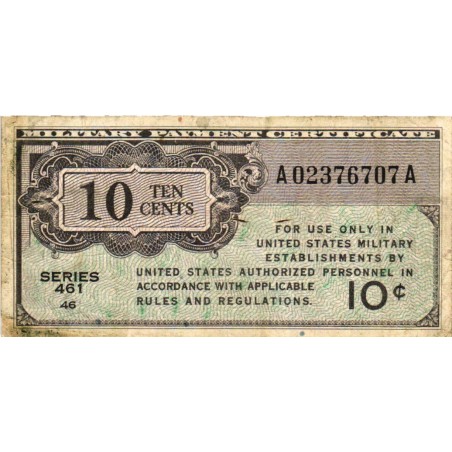 MILITARY PAYMENT CERTIFICATE
10 TEN CENTS
A02376707A
FOR USE ONLY IN
UNITED STATES MILITARY
ESTABLISHMENTS BY
UNITED STATES AUTHORIZED PERSONNEL IN
ACCORDANCE WITH APPLICABLE
RULES AND REGULATIONS.
SERIES
461
46
10¢